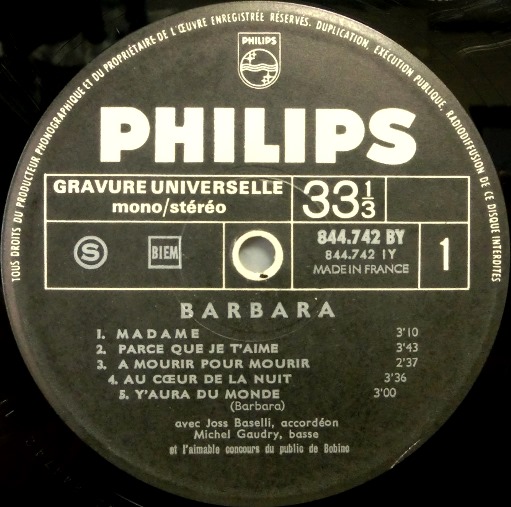 TOUS DROITS DU PRODUCTEUR PHONOGRAPHIQUE ET DU PROPRIÉTAIRE DE L'ŒUVRE ENREGISTRÉE RÉSERVÉS. DUPLICATION, EXÉCUTION PUBLIQUE, RADIODIFFUSION DE CE DISQUE INTERDITES
PHILIPS
PHILIPS
GRAVURE UNIVERSELLE
mono/stéréo
33 1/3
S
BIEM
844.742 BY
844.742 IY
MADE IN FRANCE
1
BARBARA
1. MADAME 3'10
2. PARCE QUE JE T'AIME 3'43
3. A MOURIR POUR MOURIR 2'37
4. AU CŒUR DE LA NUIT 3'36
5. Y'AURA DU MONDE 3'00
(Barbara)
avec Joss Baselli, accordéon
Michel Gaudry, basse
et l'aimable concours du public de Bobino